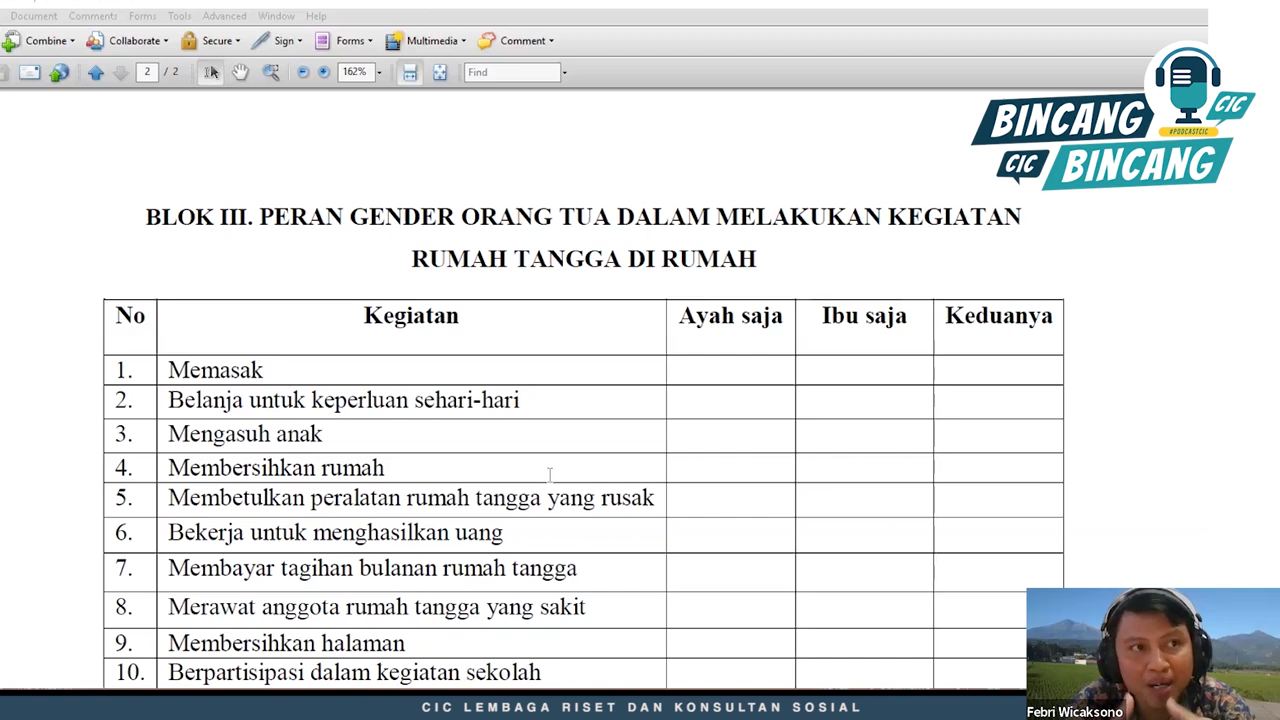 Document Comments Forms Tools Advanced Window Help
Combine Collaborate Secure Sign Forms Multimedia Comment
2 / 2 162% Find
BINCANG CIC
#PODCASTCIC
CIC BINCANG
BLOK III. PERAN GENDER ORANG TUA DALAM MELAKUKAN KEGIATAN
RUMAH TANGGA DI RUMAH
No Kegiatan Ayah saja Ibu saja Keduanya
1. Memasak
2. Belanja untuk keperluan sehari-hari
3. Mengasuh anak
4. Membersihkan rumah
5. Membetulkan peralatan rumah tangga yang rusak
6. Bekerja untuk menghasilkan uang
7. Membayar tagihan bulanan rumah tangga
8. Merawat anggota rumah tangga yang sakit
9. Membersihkan halaman
10. Berpartisipasi dalam kegiatan sekolah
Febri Wicaksono
CIC LEMBAGA RISET DAN KONSULTAN SOSIAL